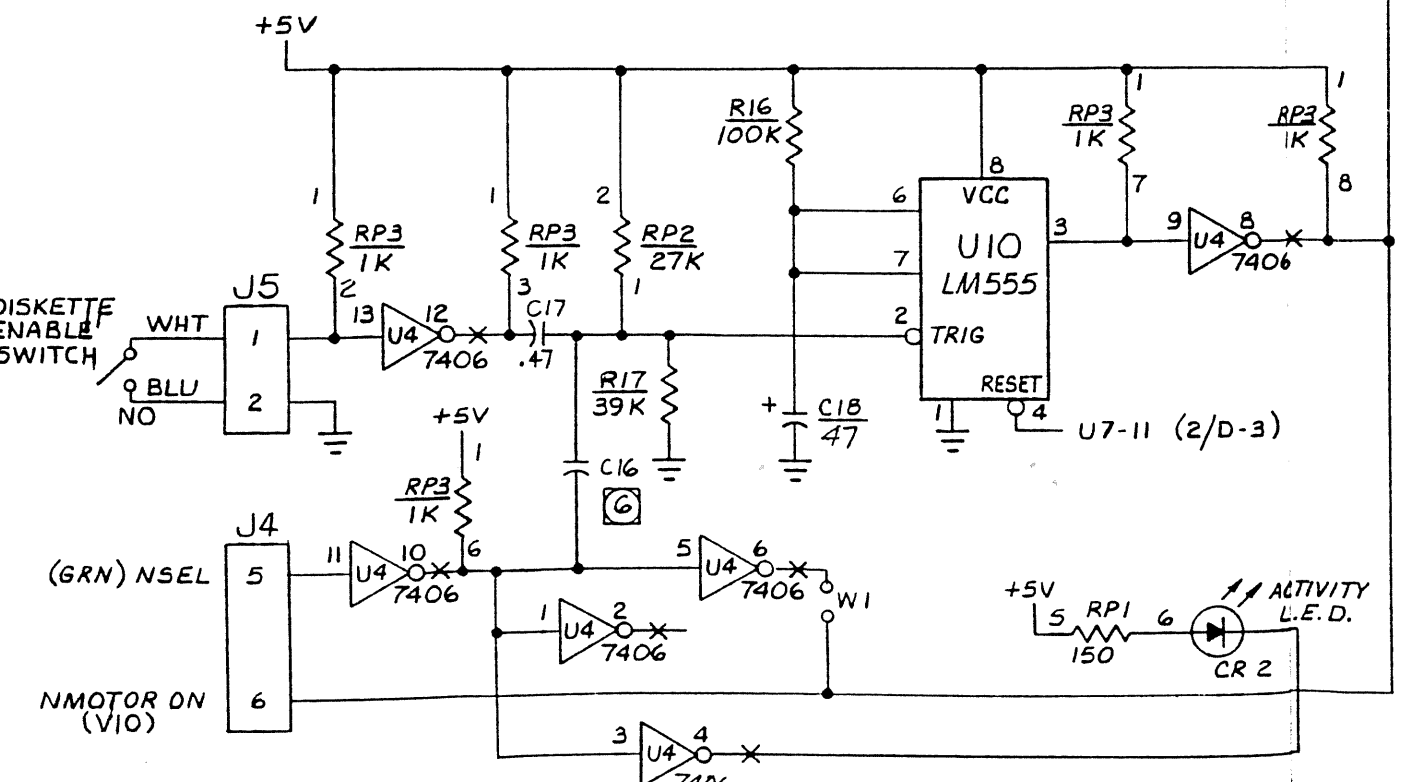 +5V
R16
100K
1
RP3
1K
7
1
RP3
1K
8
1
RP3
1K
2
1
RP3
1K
3
2
RP2
27K
1
8
VCC
6
7
2
U10
LM555
TRIG
RESET
3
1
4
U7-11 (2/D-3)
9
U4
8
7406
DISKETTE
ENABLE
SWITCH
WHT
BLU
NO
J5
1
2
13
U4
12
7406
C17
.47
R17
39K
+
C18
47
+5V
1
RP3
1K
6
C16
6
J4
(GRN) NSEL
5
11
U4
10
7406
5
U4
6
7406
W1
1
U4
2
7406
+5V
5
RP1
150
6
ACTIVITY
L.E.D.
CR2
NMOTOR ON
(VIO)
6
3
U4
4
7406